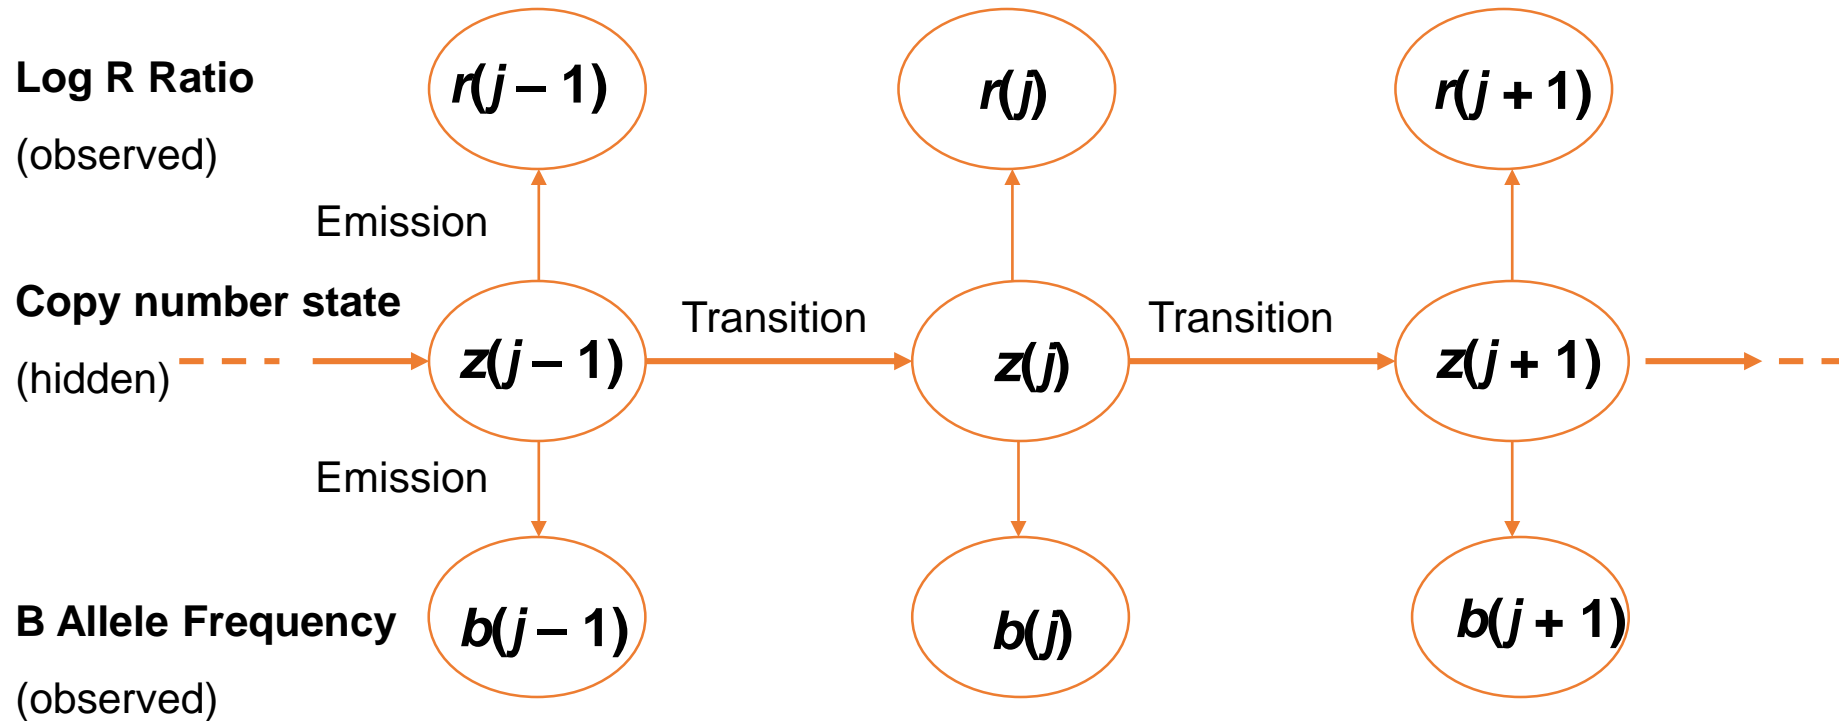 Log R Ratio
(observed)
r(j – 1)
r(j)
r(j + 1)
Emission
Copy number state
(hidden)
z(j – 1)
Transition
z(j)
Transition
z(j + 1)
Emission
B Allele Frequency
(observed)
b(j – 1)
b(j)
b(j + 1)